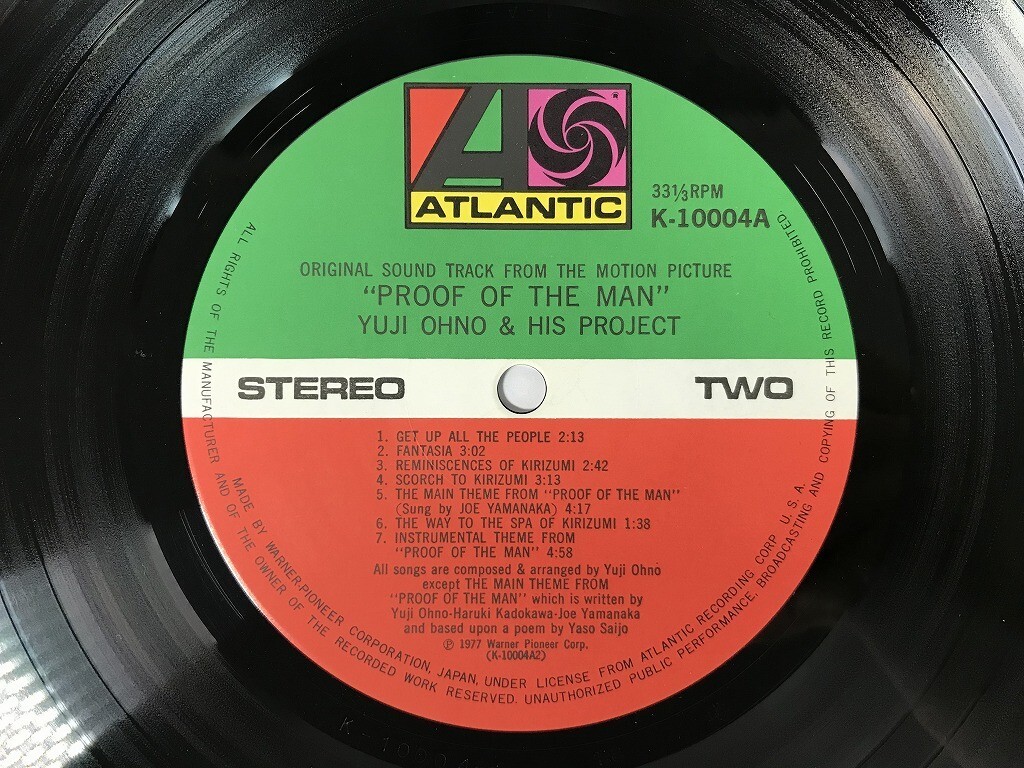 ATLANTIC
®
33⅓RPM
K-10004A
ORIGINAL SOUND TRACK FROM THE MOTION PICTURE
"PROOF OF THE MAN"
YUJI OHNO & HIS PROJECT
STEREO
TWO
1. GET UP ALL THE PEOPLE 2:13
2. FANTASIA 3:02
3. REMINISCENCES OF KIRIZUMI 2:42
4. SCORCH TO KIRIZUMI 3:13
5. THE MAIN THEME FROM "PROOF OF THE MAN"
(Sung by JOE YAMANAKA) 4:17
6. THE WAY TO THE SPA OF KIRIZUMI 1:38
7. INSTRUMENTAL THEME FROM
"PROOF OF THE MAN" 4:58
All songs are composed & arranged by Yuji Ohno
except THE MAIN THEME FROM
"PROOF OF THE MAN" which is written by
Yuji Ohno-Haruki Kadokawa-Joe Yamanaka
and based upon a poem by Yaso Saijo
℗ 1977 Warner Pioneer Corp.
(K-10004A2)
MADE BY WARNER-PIONEER CORPORATION, JAPAN, UNDER LICENSE FROM ATLANTIC RECORDING CORP U. S. A.
ALL RIGHTS OF THE MANUFACTURER AND OF THE OWNER OF THE RECORDED WORK RESERVED. UNAUTHORIZED PUBLIC PERFORMANCE, BROADCASTING AND COPYING OF THIS RECORD PROHIBITED.